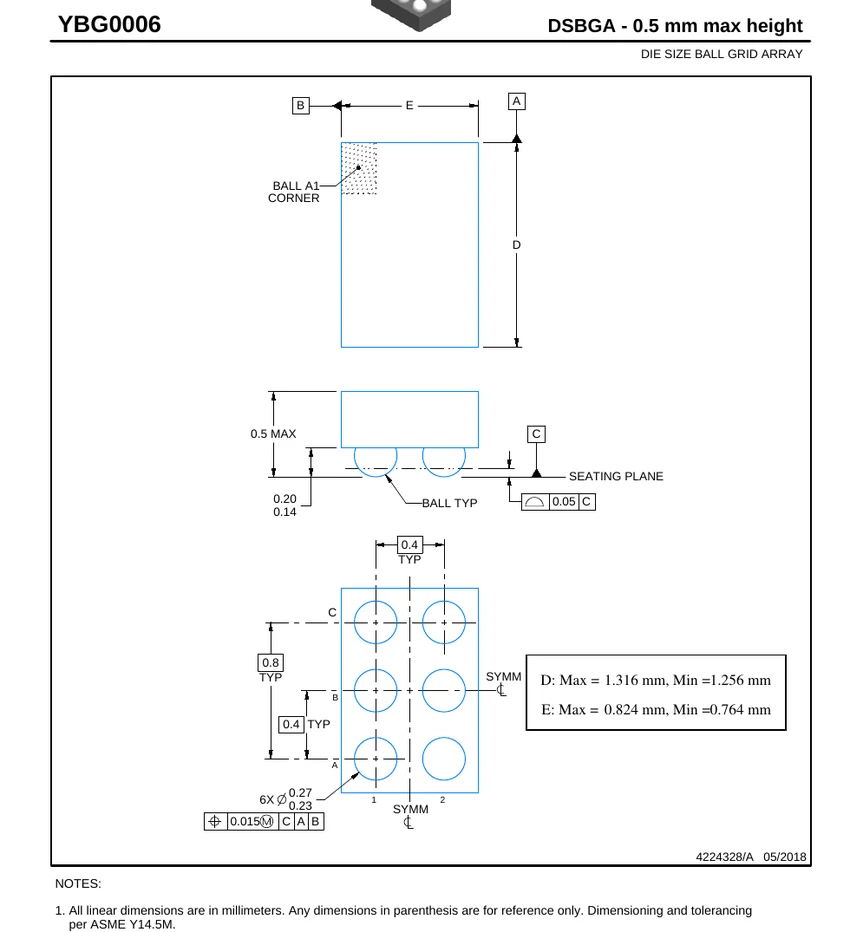 YBG0006
DSBGA - 0.5 mm max height
DIE SIZE BALL GRID ARRAY
B
E
A
BALL A1
CORNER
D
0.5 MAX
C
SEATING PLANE
0.20
0.14
BALL TYP
0.05 C
0.4
TYP
C
0.8
TYP
SYMM
D: Max = 1.316 mm, Min =1.256 mm
B
E: Max = 0.824 mm, Min =0.764 mm
0.4 TYP
A
6X ∅ 0.27
0.23
1
2
SYMM
⌖ 0.015Ⓜ C A B
4224328/A 05/2018
NOTES:
1. All linear dimensions are in millimeters. Any dimensions in parenthesis are for reference only. Dimensioning and tolerancing
per ASME Y14.5M.